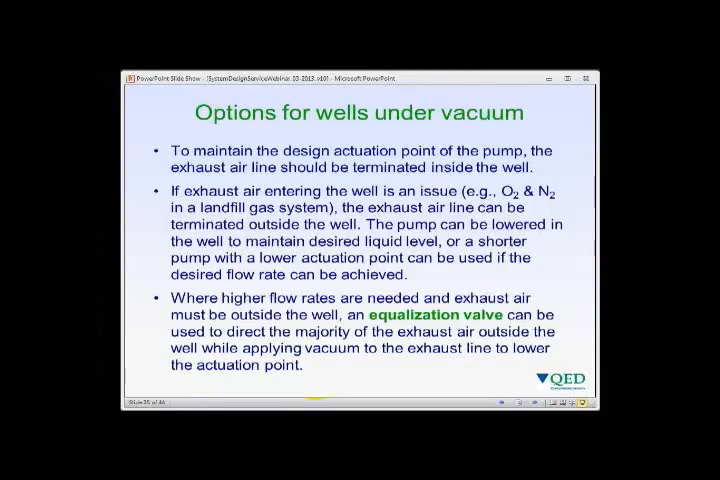 PowerPoint Slide Show - [SystemDesignServiceWebinar_03-2013_v10] - Microsoft PowerPoint
Options for wells under vacuum
• To maintain the design actuation point of the pump, the
exhaust air line should be terminated inside the well.
• If exhaust air entering the well is an issue (e.g., O2 & N2
in a landfill gas system), the exhaust air line can be
terminated outside the well. The pump can be lowered in
the well to maintain desired liquid level, or a shorter
pump with a lower actuation point can be used if the
desired flow rate can be achieved.
• Where higher flow rates are needed and exhaust air
must be outside the well, an equalization valve can be
used to direct the majority of the exhaust air outside the
well while applying vacuum to the exhaust line to lower
the actuation point.
QED
Slide 35 of 44